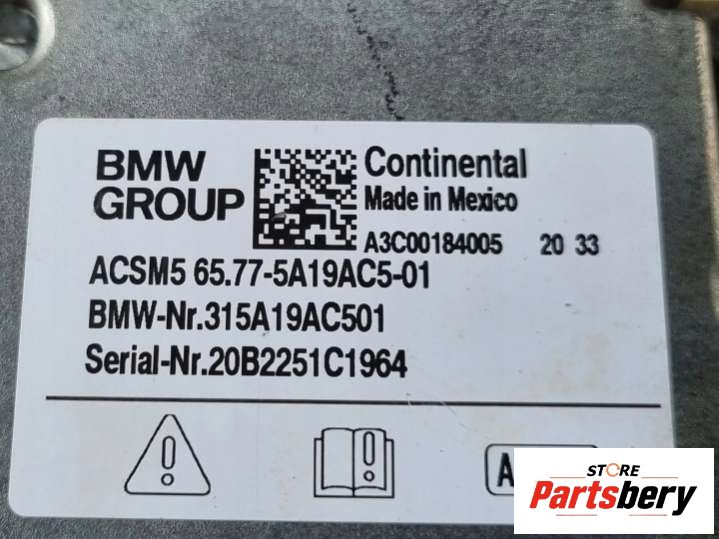 BMW
GROUP
Continental
Made in Mexico
A3C00184005 20 33
ACSM5 65.77-5A19AC5-01
BMW-Nr.315A19AC501
Serial-Nr.20B2251C1964
A
STORE
Partsbery